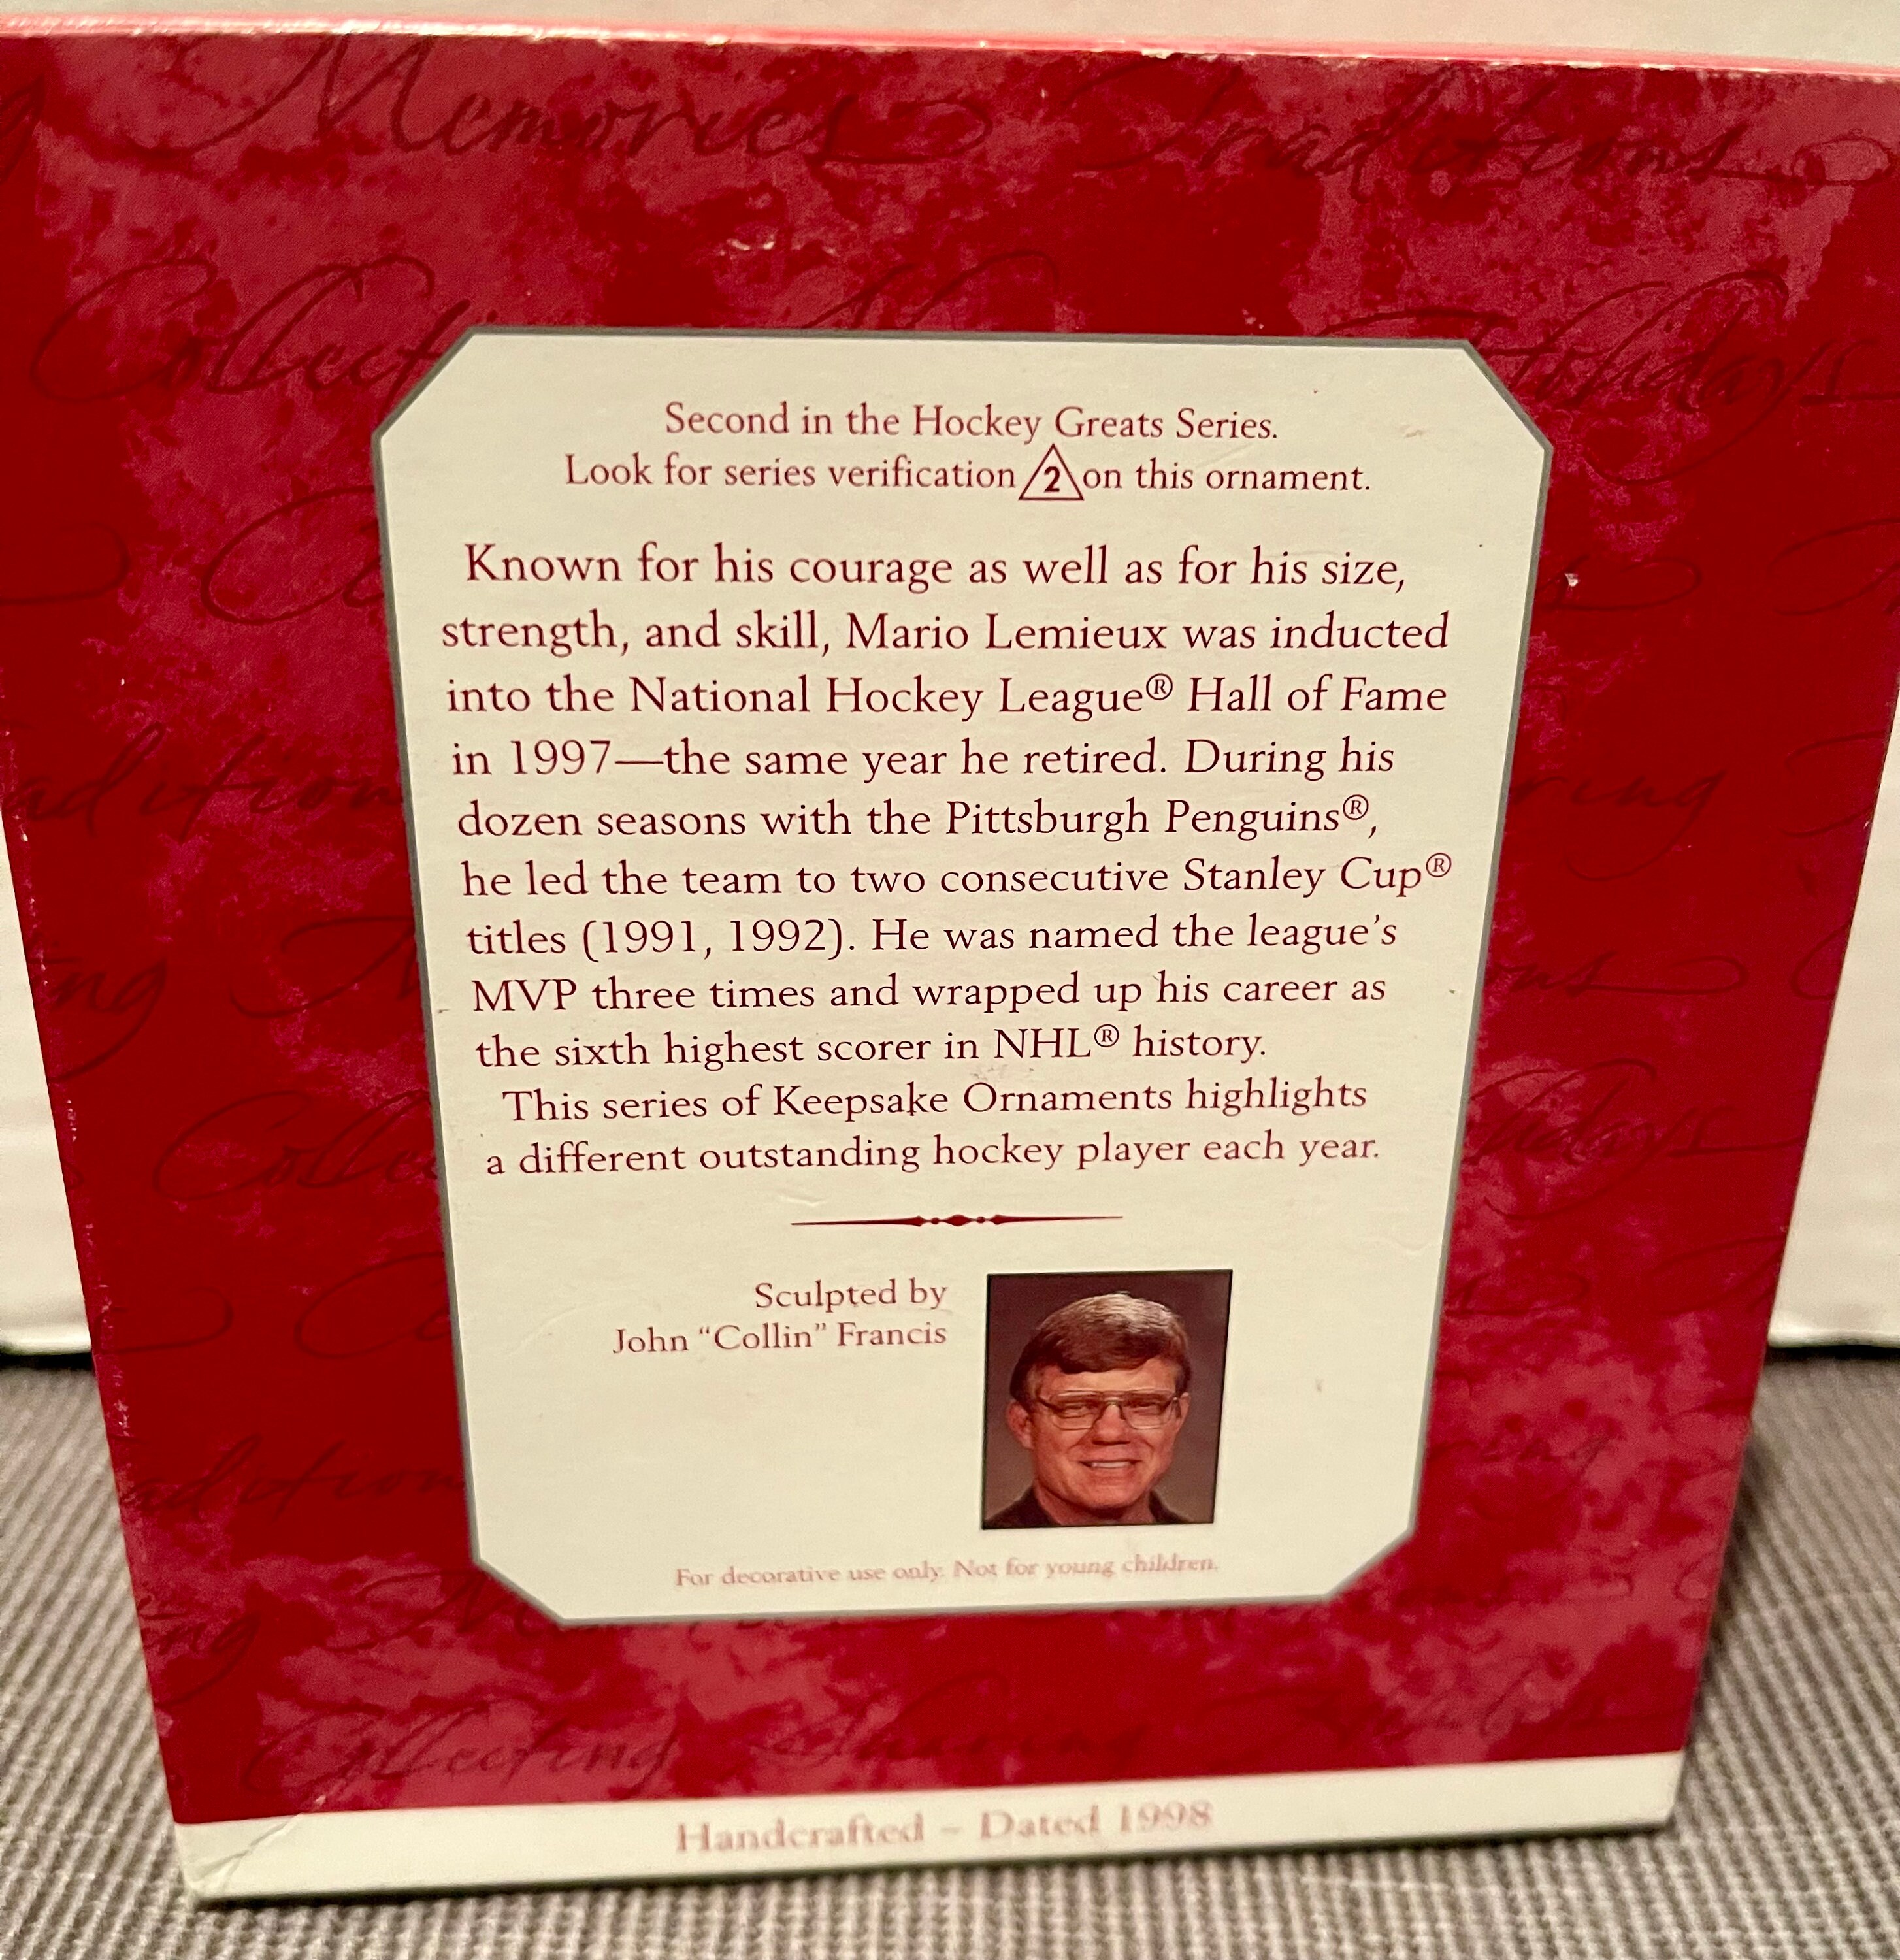 Memories Traditions
Holidays
Second in the Hockey Greats Series.
Look for series verification 2 on this ornament.
Known for his courage as well as for his size,
strength, and skill, Mario Lemieux was inducted
into the National Hockey League® Hall of Fame
in 1997—the same year he retired. During his
dozen seasons with the Pittsburgh Penguins®,
he led the team to two consecutive Stanley Cup®
titles (1991, 1992). He was named the league's
MVP three times and wrapped up his career as
the sixth highest scorer in NHL® history.
This series of Keepsake Ornaments highlights
a different outstanding hockey player each year.
Sculpted by
John “Collin” Francis
For decorative use only. Not for young children.
Collecting Sharing
Handcrafted – Dated 1998